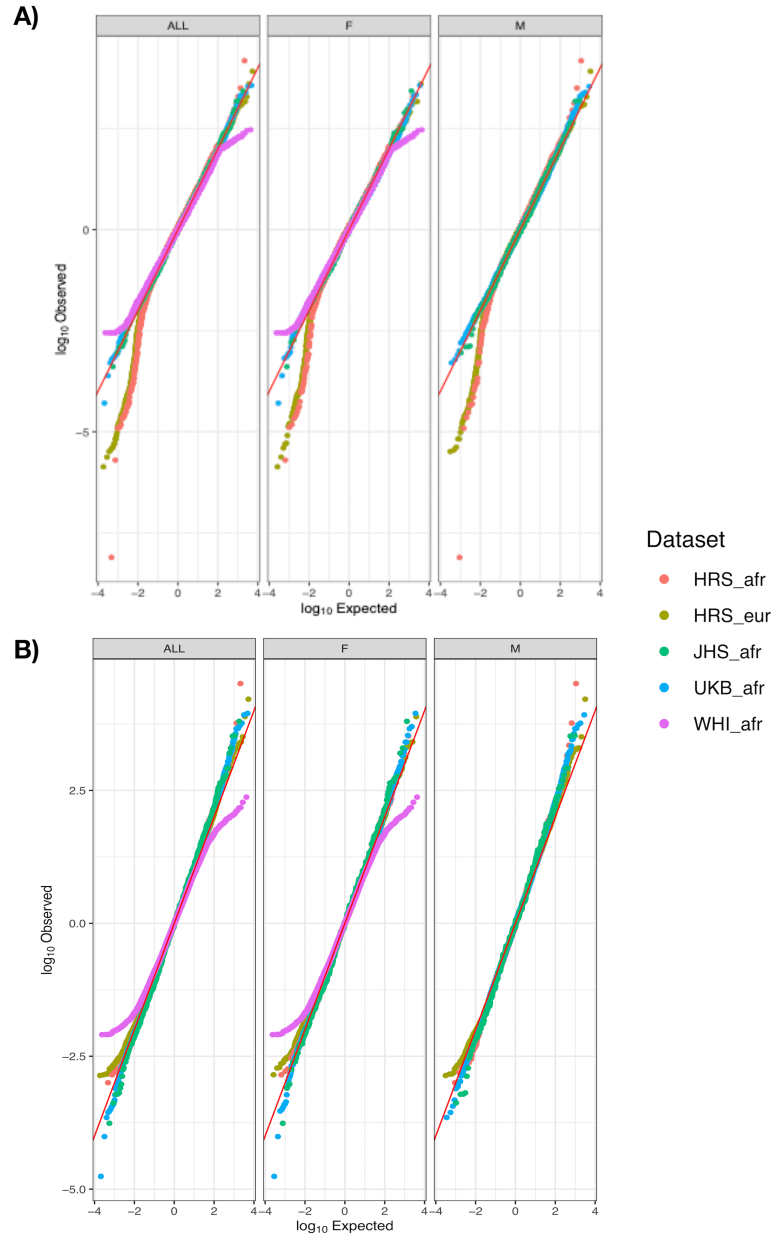 A)
ALL F M
0
−5
log10 Observed
−4 −2 0 2 4 −4 −2 0 2 4 −4 −2 0 2 4
log10 Expected
Dataset
HRS_afr
HRS_eur
JHS_afr
UKB_afr
WHI_afr
B)
ALL F M
2.5
0.0
−2.5
−5.0
log10 Observed
−4 −2 0 2 4 −4 −2 0 2 4 −4 −2 0 2 4
log10 Expected